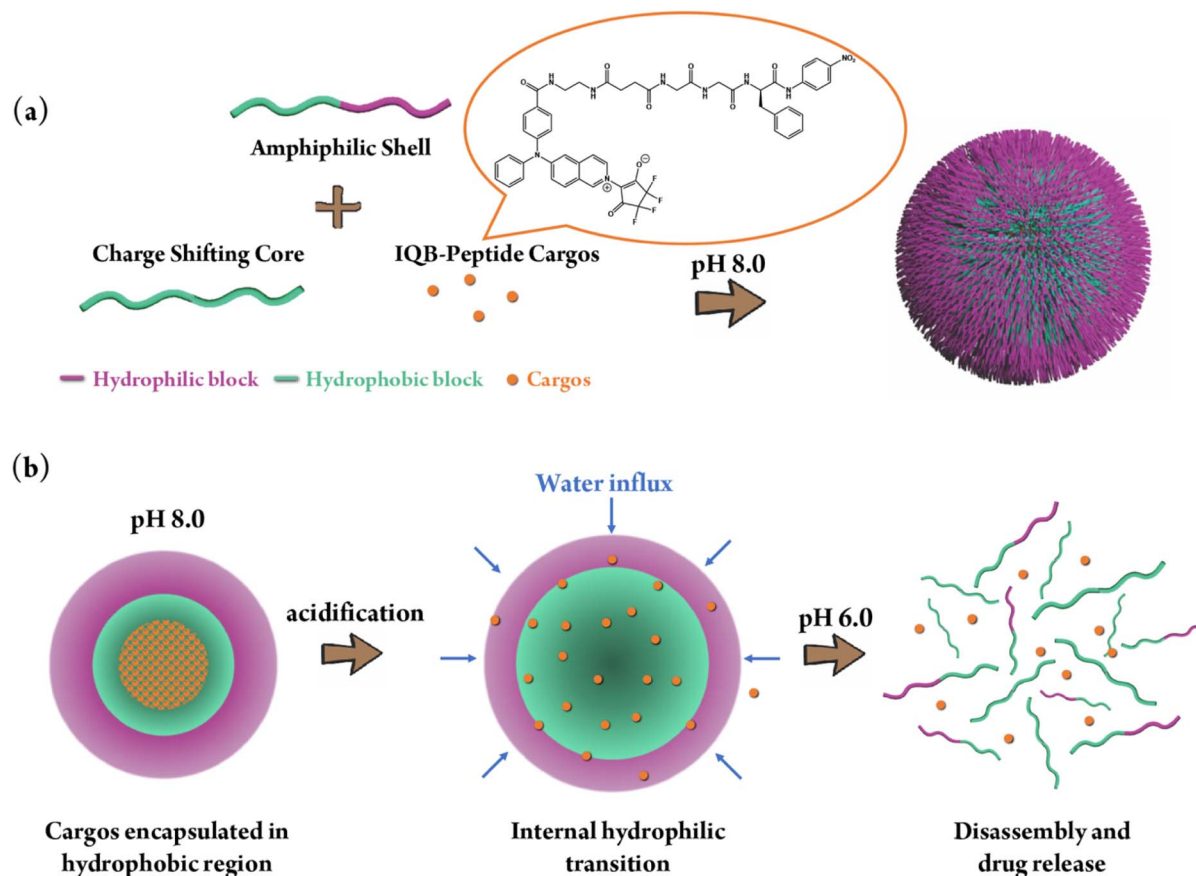 (a)
Amphiphilic Shell
Charge Shifting Core
IQB-Peptide Cargos
O
H
N
N
H
O
O
H
N
O
N
H
O
H
N
O
N
H
NO₂
N
N
⊕
O
⊖
O
F
F
F
F
pH 8.0
Hydrophilic block
Hydrophobic block
Cargos
(b)
pH 8.0
acidification
Water influx
pH 6.0
Cargos encapsulated in
hydrophobic region
Internal hydrophilic
transition
Disassembly and
drug release